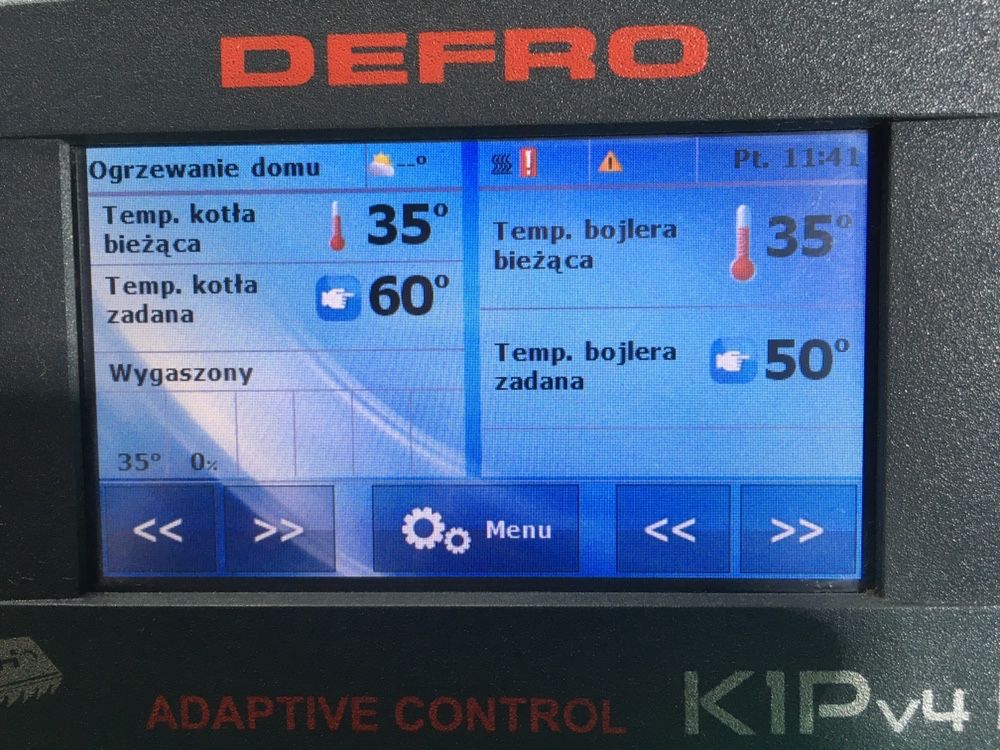 DEFRO
Ogrzewanie domu --°
Pt. 11:41
Temp. kotła
bieżąca
35°
Temp. kotła
zadana
60°
Wygaszony
35° 0%
Temp. bojlera
bieżąca
35°
Temp. bojlera
zadana
50°
<< >> Menu << >>
ADAPTIVE CONTROL
K1Pv4